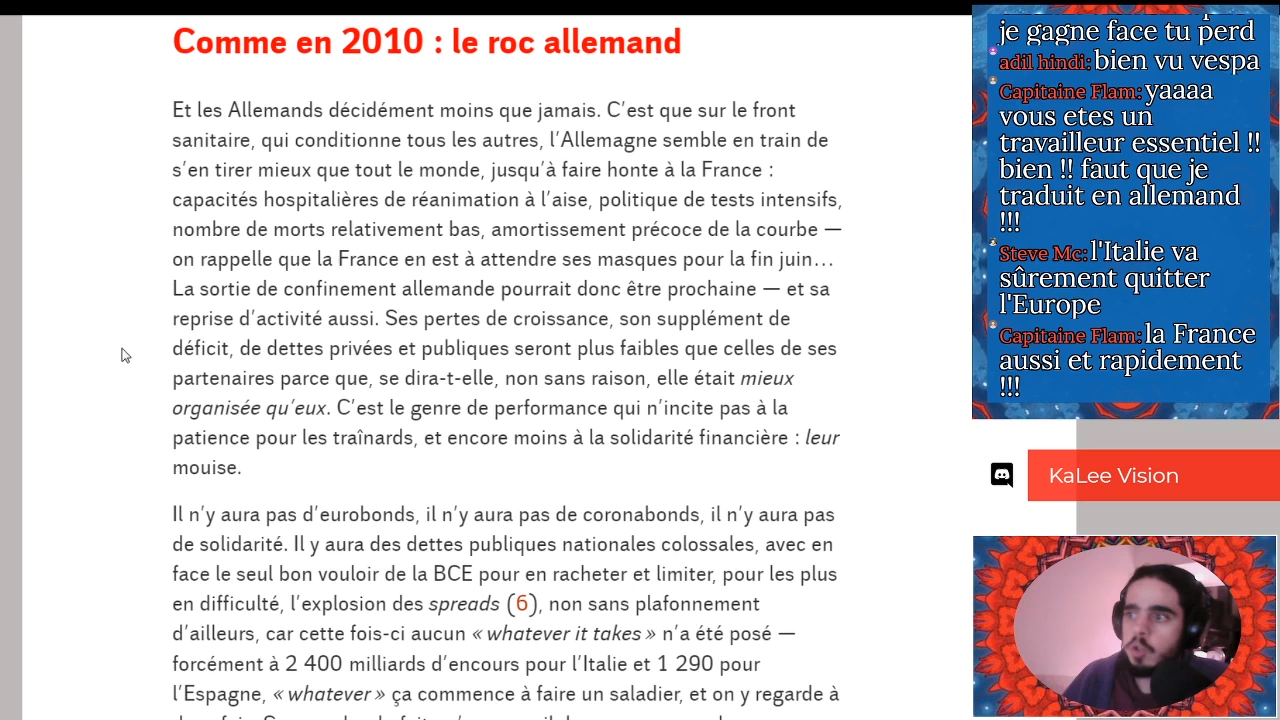 Comme en 2010 : le roc allemand
Et les Allemands décidément moins que jamais. C’est que sur le front
sanitaire, qui conditionne tous les autres, l’Allemagne semble en train de
s’en tirer mieux que tout le monde, jusqu’à faire honte à la France :
capacités hospitalières de réanimation à l’aise, politique de tests intensifs,
nombre de morts relativement bas, amortissement précoce de la courbe —
on rappelle que la France en est à attendre ses masques pour la fin juin…
La sortie de confinement allemande pourrait donc être prochaine — et sa
reprise d’activité aussi. Ses pertes de croissance, son supplément de
déficit, de dettes privées et publiques seront plus faibles que celles de ses
partenaires parce que, se dira-t-elle, non sans raison, elle était mieux
organisée qu’eux. C’est le genre de performance qui n’incite pas à la
patience pour les traînards, et encore moins à la solidarité financière : leur
mouise.
Il n’y aura pas d’eurobonds, il n’y aura pas de coronabonds, il n’y aura pas
de solidarité. Il y aura des dettes publiques nationales colossales, avec en
face le seul bon vouloir de la BCE pour en racheter et limiter, pour les plus
en difficulté, l’explosion des spreads (6), non sans plafonnement
d’ailleurs, car cette fois-ci aucun « whatever it takes » n’a été posé —
forcément à 2 400 milliards d’encours pour l’Italie et 1 290 pour
l’Espagne, « whatever » ça commence à faire un saladier, et on y regarde à
je gagne face tu perd
adil hindi: bien vu vespa
Capitaine Flam: yaaaa
vous etes un
travailleur essentiel !!
bien !! faut que je
traduit en allemand
!!!
Steve Mc: l'Italie va
sûrement quitter
l'Europe
Capitaine Flam: la France
aussi et rapidement
!!!
KaLee Vision